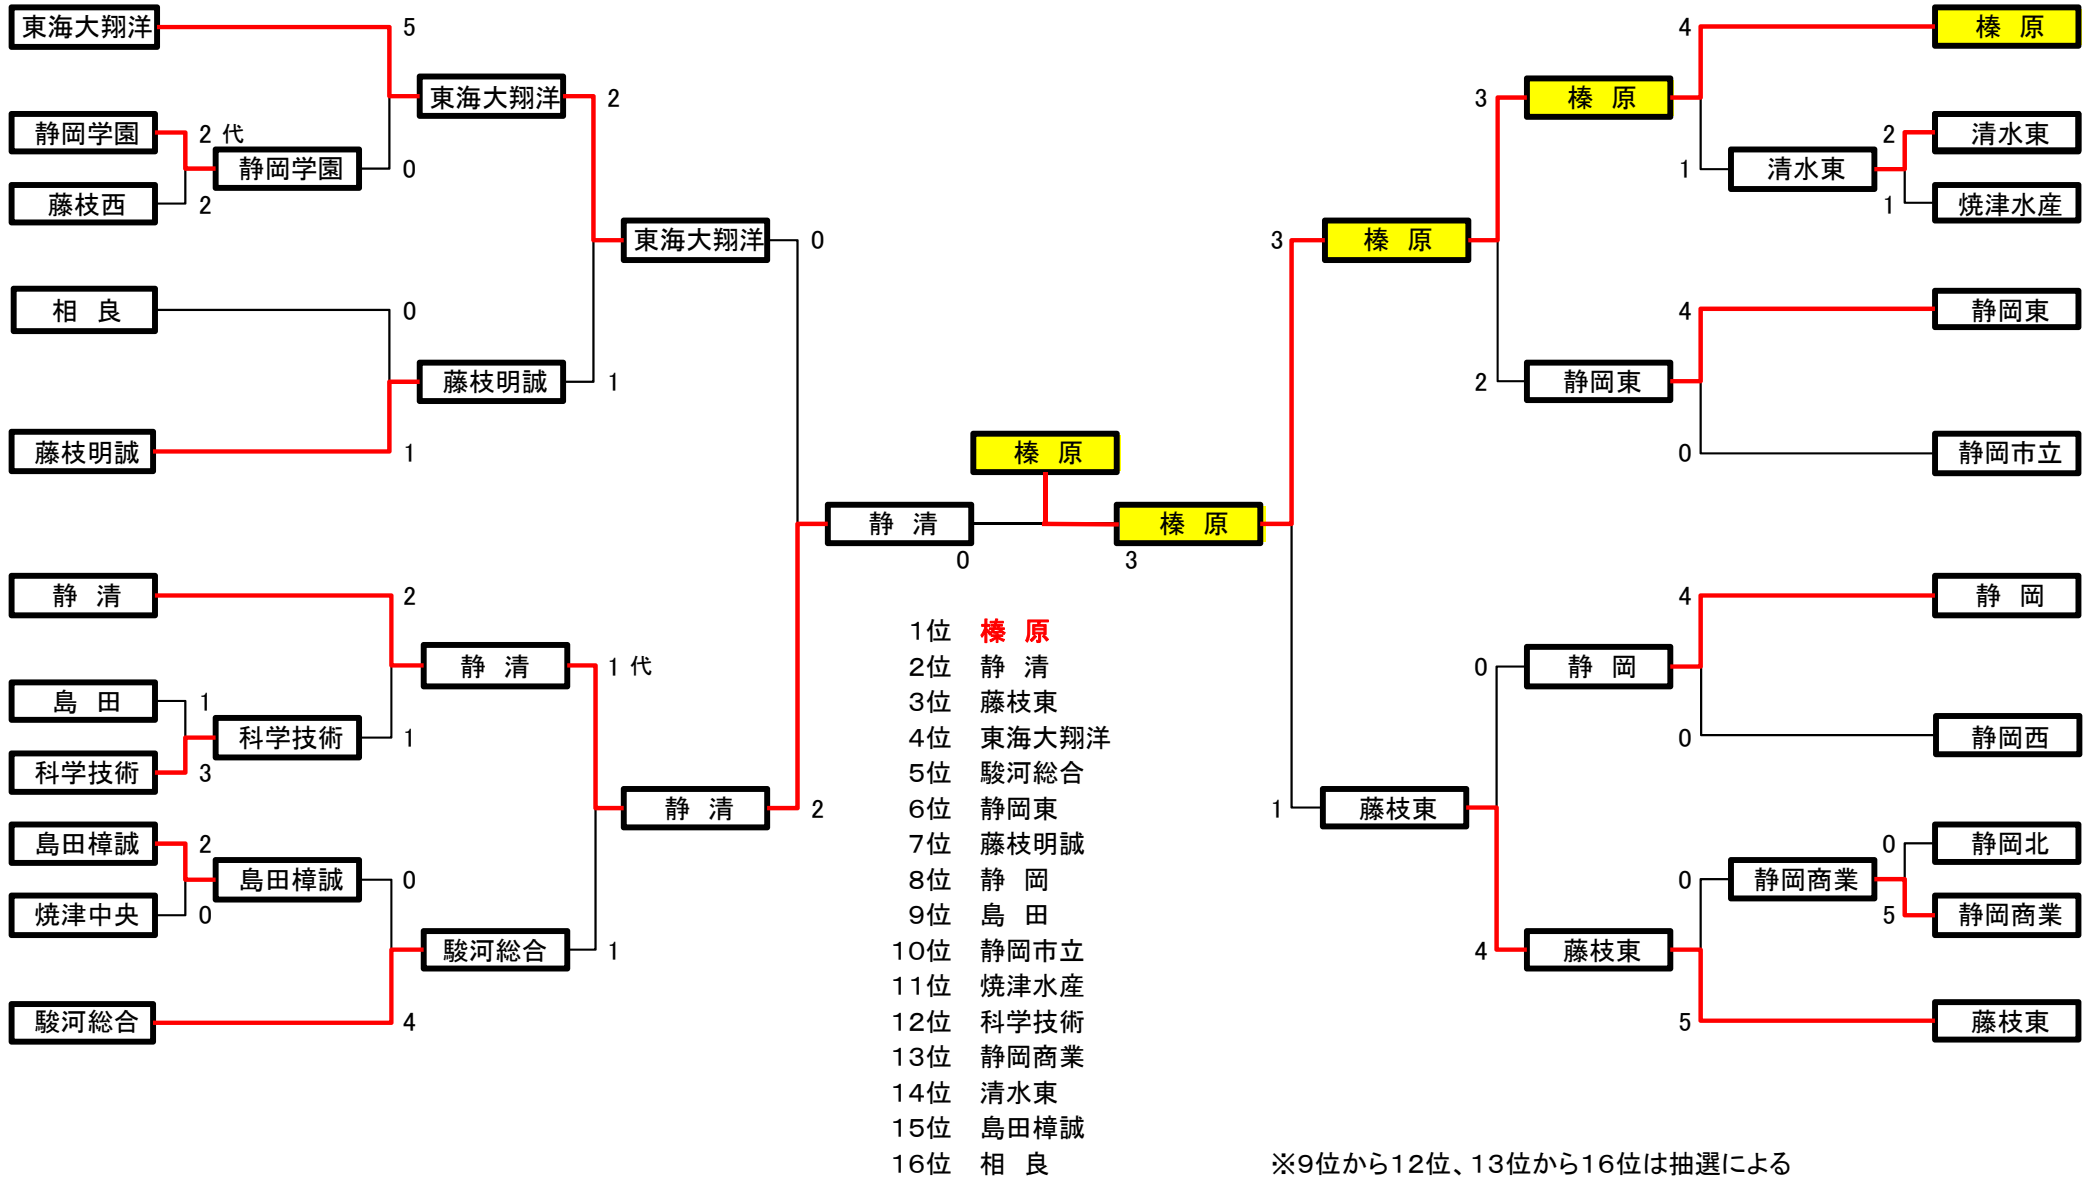 東海大翔洋
5
静岡学園
2 代
藤枝西
2
静岡学園
0
東海大翔洋
2
相 良
0
藤枝明誠
1
藤枝明誠
1
東海大翔洋
0
静 清
2
島 田
1
科学技術
3
科学技術
1
静 清
1 代
島田樟誠
2
焼津中央
0
島田樟誠
0
駿河総合
4
駿河総合
1
静 清
2
静 清
0
榛 原
榛 原
3
榛 原
3
榛 原
3
榛 原
4
清水東
1
清水東
2
焼津水産
1
静岡東
2
静岡東
4
静岡市立
0
藤枝東
1
静 岡
0
静 岡
4
静岡西
0
藤枝東
4
静岡商業
0
静岡北
0
静岡商業
5
藤枝東
5
1位 榛 原
2位 静 清
3位 藤枝東
4位 東海大翔洋
5位 駿河総合
6位 静岡東
7位 藤枝明誠
8位 静 岡
9位 島 田
10位 静岡市立
11位 焼津水産
12位 科学技術
13位 静岡商業
14位 清水東
15位 島田樟誠
16位 相 良
※9位から12位、13位から16位は抽選による